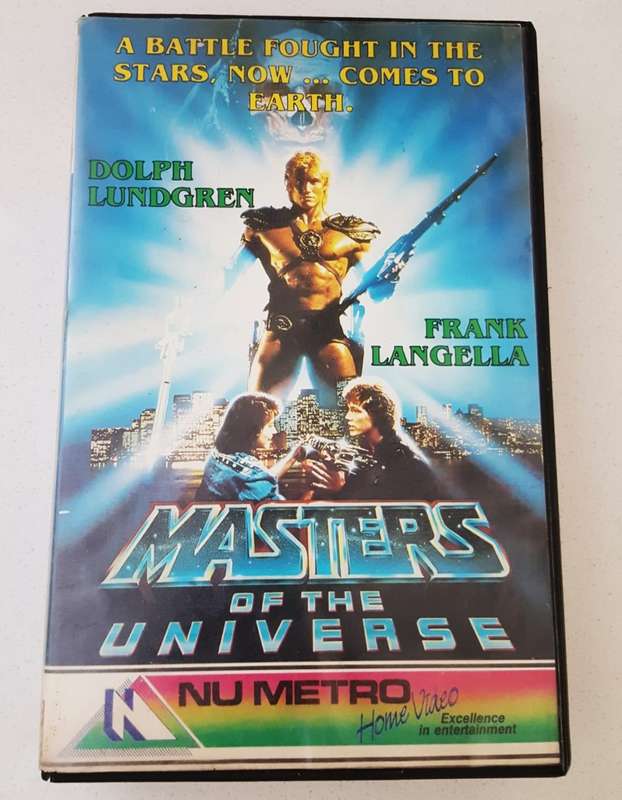 A BATTLE FOUGHT IN THE
STARS, NOW ... COMES TO
EARTH.
DOLPH
LUNDGREN
FRANK
LANGELLA
MASTERS
OF THE
UNIVERSE
N
NU METRO
Home Video
Excellence
in entertainment